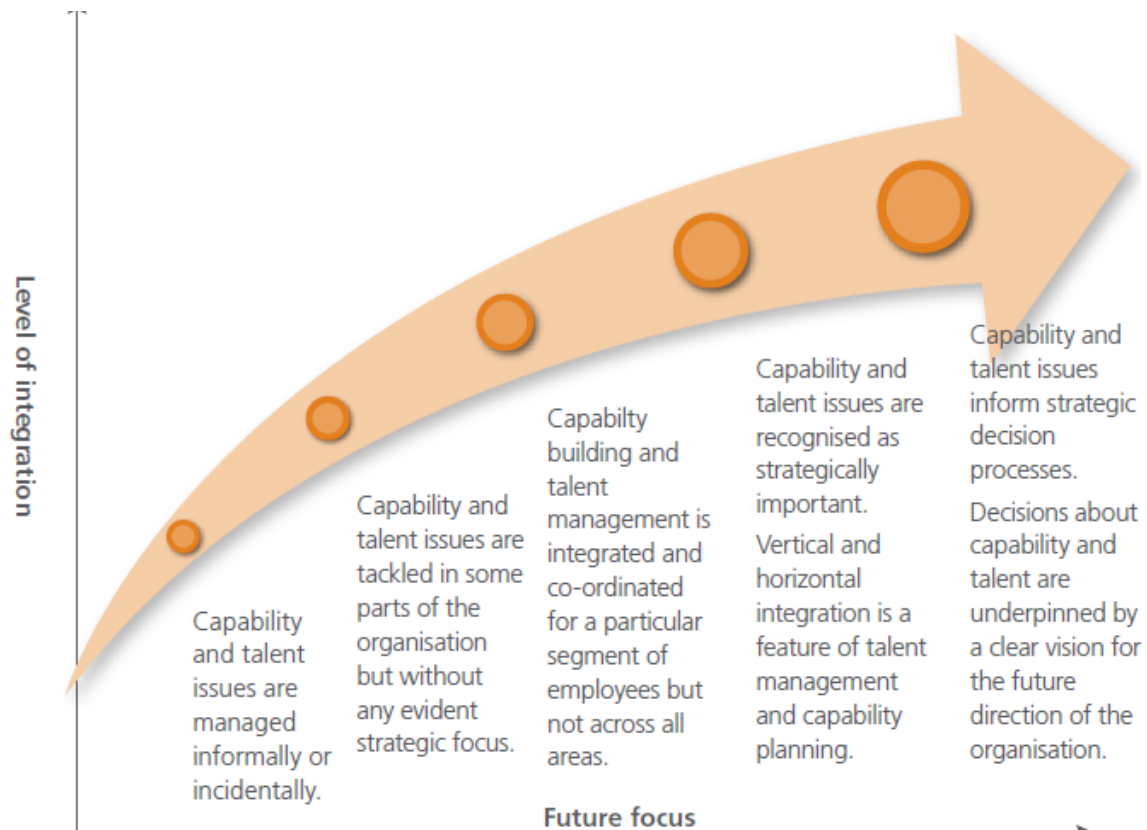 Level of integration
Capability
and talent
issues are
managed
informally or
incidentally.
Capability and
talent issues are
tackled in some
parts of the
organisation
but without
any evident
strategic focus.
Capabilty
building and
talent
management is
integrated and
co-ordinated
for a particular
segment of
employees but
not across all
areas.
Capability and
talent issues are
recognised as
strategically
important.
Vertical and
horizontal
integration is a
feature of talent
management
and capability
planning.
Capability and
talent issues
inform strategic
decision
processes.
Decisions about
capability and
talent are
underpinned by
a clear vision for
the future
direction of the
organisation.
Future focus